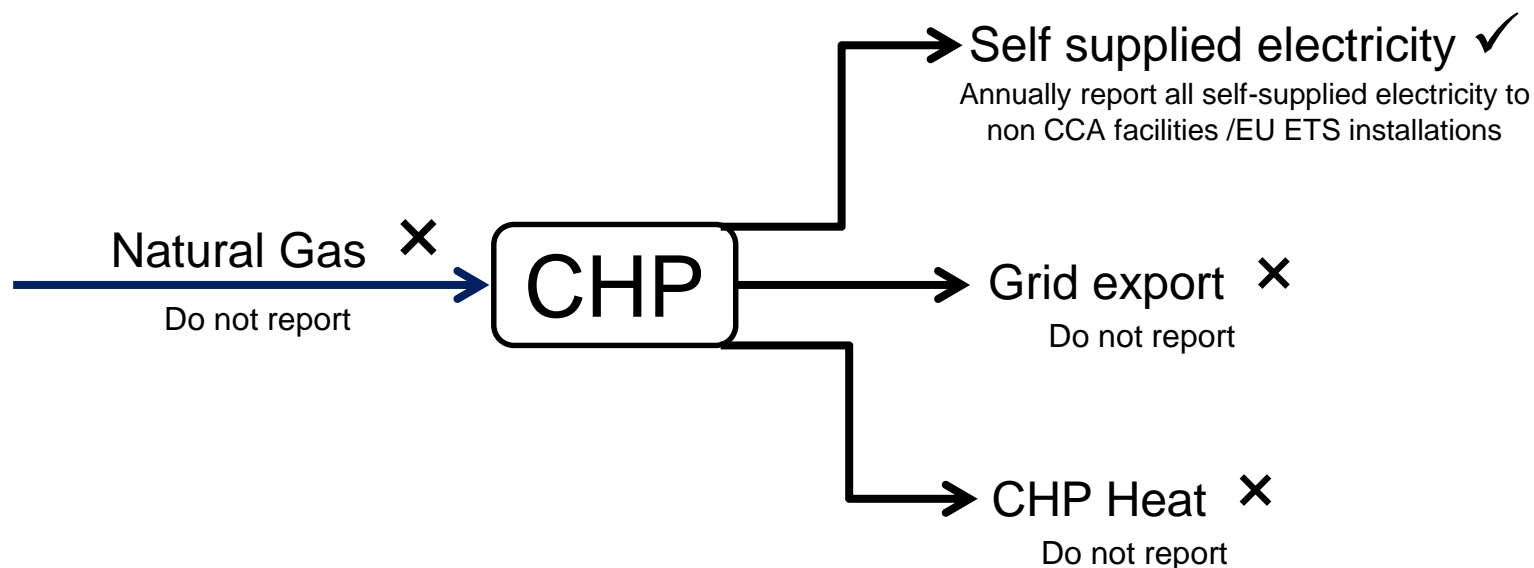 Self supplied electricity ✓
Annually report all self-supplied electricity to
non CCA facilities /EU ETS installations
Natural Gas ×
Do not report
CHP
Grid export ×
Do not report
CHP Heat ×
Do not report